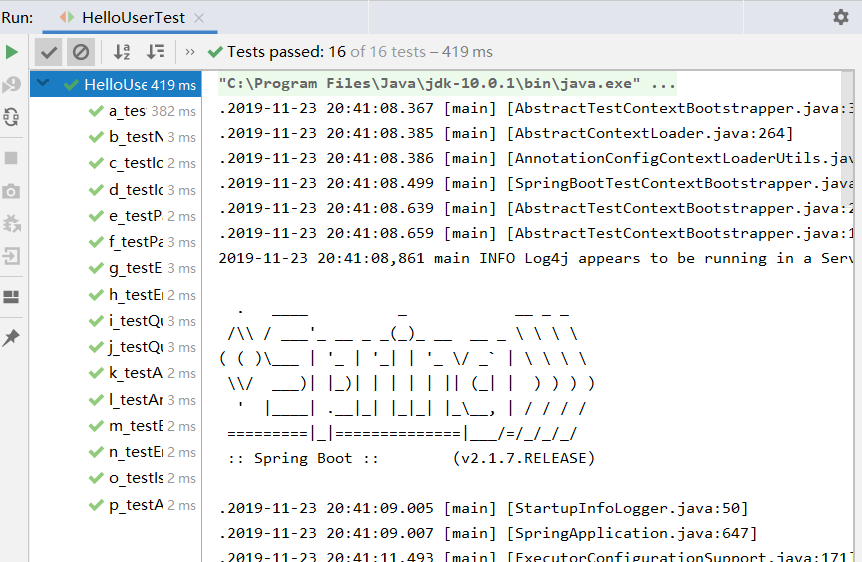 Run: HelloUserTest
Tests passed: 16 of 16 tests – 419 ms
HelloUse 419 ms
a_tes 382 ms
b_testN 3 ms
c_testIc 2 ms
d_testIc 3 ms
e_testPa 2 ms
f_testPa 3 ms
g_testE 3 ms
h_testEr 2 ms
i_testQu 3 ms
j_testQu 3 ms
k_testA 2 ms
l_testAr 3 ms
m_testE 2 ms
n_testEr 2 ms
o_testIs 2 ms
p_testA 2 ms
"C:\Program Files\Java\jdk-10.0.1\bin\java.exe" ...
.2019-11-23 20:41:08.367 [main] [AbstractTestContextBootstrapper.java:3
.2019-11-23 20:41:08.385 [main] [AbstractContextLoader.java:264]
.2019-11-23 20:41:08.386 [main] [AnnotationConfigContextLoaderUtils.jav
.2019-11-23 20:41:08.499 [main] [SpringBootTestContextBootstrapper.java
.2019-11-23 20:41:08.639 [main] [AbstractTestContextBootstrapper.java:2
.2019-11-23 20:41:08.659 [main] [AbstractTestContextBootstrapper.java:1
2019-11-23 20:41:08,861 main INFO Log4j appears to be running in a Serv
  .   ____          _            __ _ _
 /\\ / ___'_ __ _ _(_)_ __  __ _ \ \ \ \
( ( )\___ | '_ | '_| | '_ \/ _` | \ \ \ \
 \\/  ___)| |_)| | | | | || (_| |  ) ) ) )
  '  |____| .__|_| |_|_| |_\__, | / / / /
 =========|_|==============|___/=/_/_/_/
 :: Spring Boot ::        (v2.1.7.RELEASE)
.2019-11-23 20:41:09.005 [main] [StartupInfoLogger.java:50]
.2019-11-23 20:41:09.007 [main] [SpringApplication.java:647]
.2019-11-23 20:41:11.493 [main] [ExecutorConfigurationSupport.java:171]